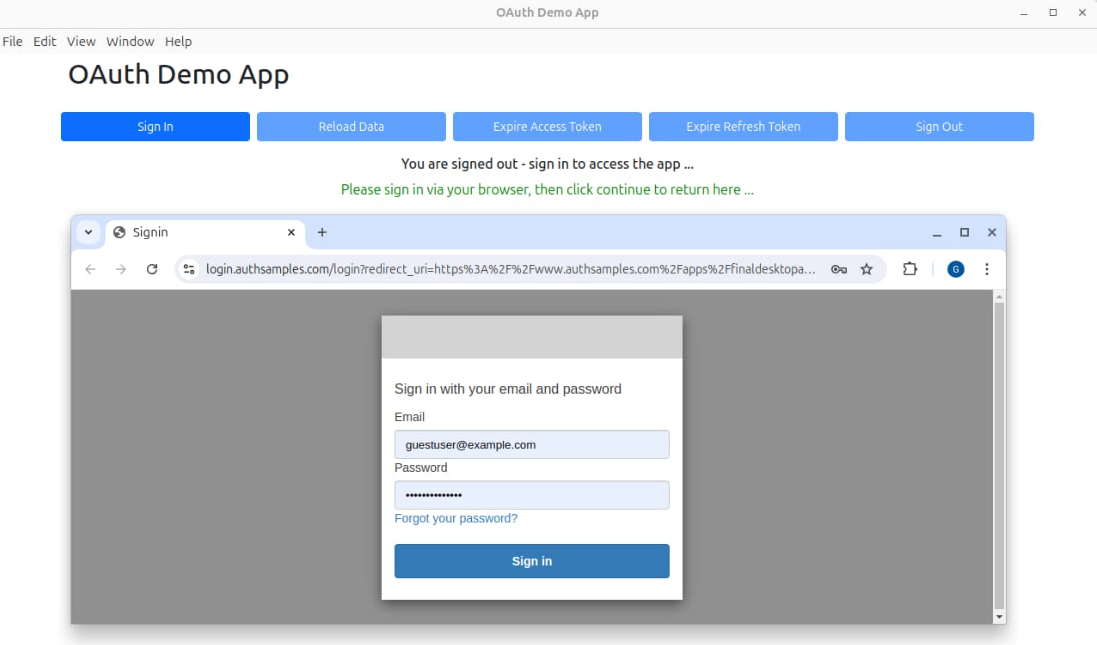 OAuth Demo App
File Edit View Window Help
OAuth Demo App
Sign In Reload Data Expire Access Token Expire Refresh Token Sign Out
You are signed out - sign in to access the app ...
Please sign in via your browser, then click continue to return here ...
Signin
login.authsamples.com/login?redirect_uri=https%3A%2F%2Fwww.authsamples.com%2Fapps%2Ffinaldesktopa...
G
Sign in with your email and password
Email
guestuser@example.com
Password
••••••••••••••
Forgot your password?
Sign in